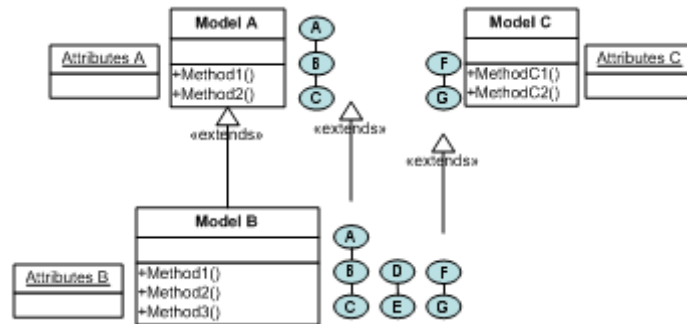 Model A
A
Model C
Attributes A
B
F
Attributes C
+Method1()
+Method2()
C
G
+MethodC1()
+MethodC2()
«extends»
«extends»
«extends»
Model B
A
Attributes B
+Method1()
+Method2()
+Method3()
B
D
F
C
E
G